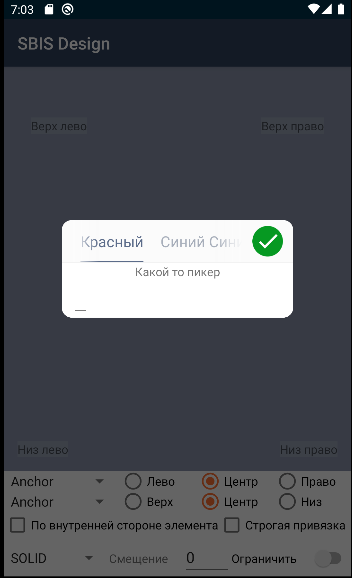 7:03
SBIS Design
Верх лево
Верх право
Красный
Синий Сини
Какой то пикер
Низ лево
Низ право
Anchor Лево Центр Право
Anchor Верх Центр Низ
По внутренней стороне элемента Строгая привязка
SOLID Смещение 0 Ограничить